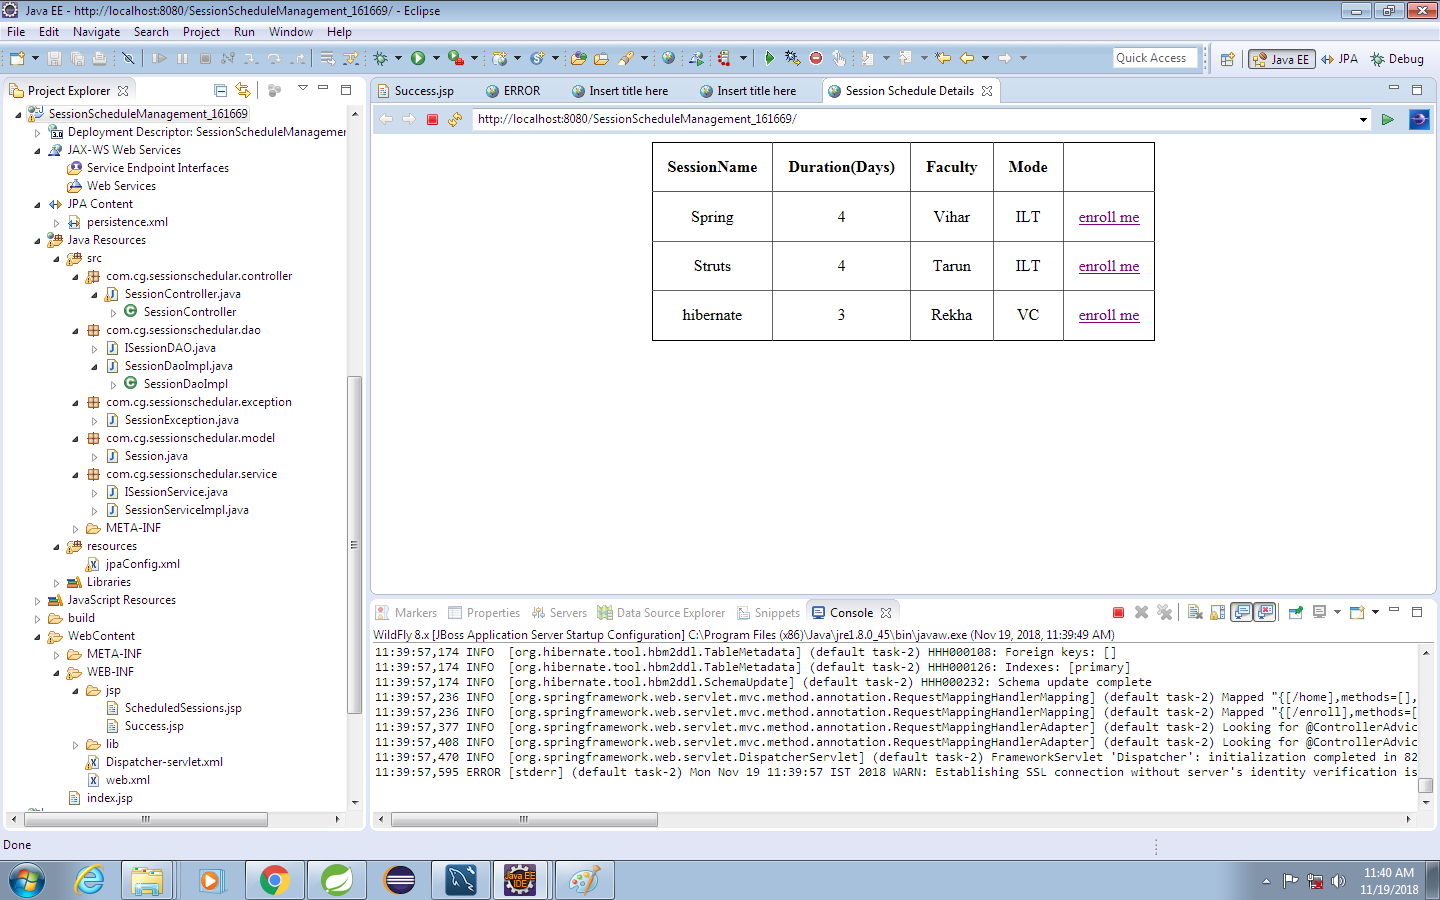 Java EE - http://localhost:8080/SessionScheduleManagement_161669/ - Eclipse
File Edit Navigate Search Project Run Window Help
Quick Access Java EE JPA Debug
Project Explorer
SessionScheduleManagement_161669
Deployment Descriptor: SessionScheduleManagemer
3.0
JAX-WS Web Services
Service Endpoint Interfaces
Web Services
JPA Content
persistence.xml
Java Resources
src
com.cg.sessionschedular.controller
SessionController.java
SessionController
com.cg.sessionschedular.dao
ISessionDAO.java
SessionDaoImpl.java
SessionDaoImpl
com.cg.sessionschedular.exception
SessionException.java
com.cg.sessionschedular.model
Session.java
com.cg.sessionschedular.service
ISessionService.java
SessionServiceImpl.java
META-INF
resources
jpaConfig.xml
Libraries
JavaScript Resources
build
WebContent
META-INF
WEB-INF
jsp
ScheduledSessions.jsp
Success.jsp
lib
Dispatcher-servlet.xml
web.xml
index.jsp
Success.jsp ERROR Insert title here Insert title here Session Schedule Details
http://localhost:8080/SessionScheduleManagement_161669/
SessionName Duration(Days) Faculty Mode
Spring 4 Vihar ILT enroll me
Struts 4 Tarun ILT enroll me
hibernate 3 Rekha VC enroll me
Markers Properties Servers Data Source Explorer Snippets Console
WildFly 8.x [JBoss Application Server Startup Configuration] C:\Program Files (x86)\Java\jre1.8.0_45\bin\javaw.exe (Nov 19, 2018, 11:39:49 AM)
11:39:57,174 INFO [org.hibernate.tool.hbm2ddl.TableMetadata] (default task-2) HHH000108: Foreign keys: []
11:39:57,174 INFO [org.hibernate.tool.hbm2ddl.TableMetadata] (default task-2) HHH000126: Indexes: [primary]
11:39:57,174 INFO [org.hibernate.tool.hbm2ddl.SchemaUpdate] (default task-2) HHH000232: Schema update complete
11:39:57,236 INFO [org.springframework.web.servlet.mvc.method.annotation.RequestMappingHandlerMapping] (default task-2) Mapped "{[/home],methods=[],
11:39:57,236 INFO [org.springframework.web.servlet.mvc.method.annotation.RequestMappingHandlerMapping] (default task-2) Mapped "{[/enroll],methods=[
11:39:57,377 INFO [org.springframework.web.servlet.mvc.method.annotation.RequestMappingHandlerAdapter] (default task-2) Looking for @ControllerAdvic
11:39:57,408 INFO [org.springframework.web.servlet.mvc.method.annotation.RequestMappingHandlerAdapter] (default task-2) Looking for @ControllerAdvic
11:39:57,470 INFO [org.springframework.web.servlet.DispatcherServlet] (default task-2) FrameworkServlet 'Dispatcher': initialization completed in 82
11:39:57,595 ERROR [stderr] (default task-2) Mon Nov 19 11:39:57 IST 2018 WARN: Establishing SSL connection without server's identity verification is
Done
Java EE
IDE
11:40 AM
11/19/2018